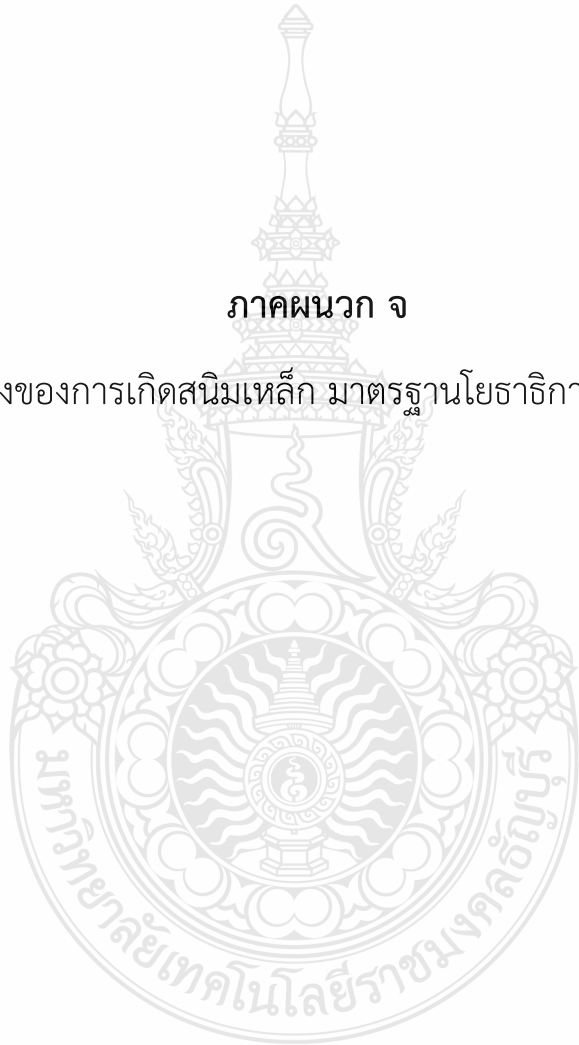 ภาคผนวก จ
งของการเกิดสนิมเหล็ก มาตรฐานโยธาธิกา
มหาวิทยาลัยเทคโนโลยีราชมงคลธัญบุรี